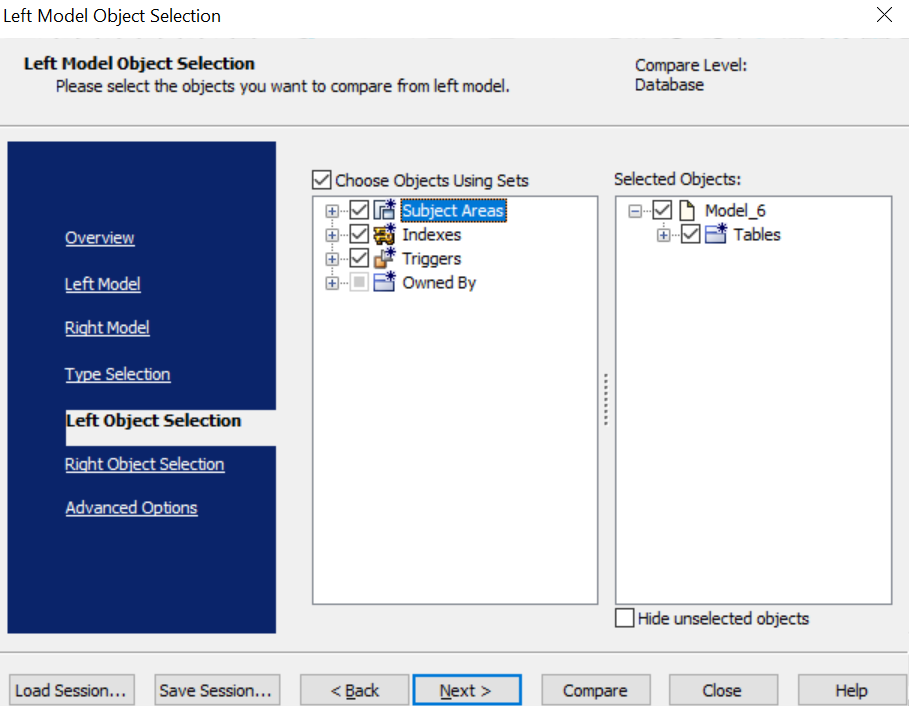 Left Model Object Selection
Left Model Object Selection
Please select the objects you want to compare from left model.
Compare Level:
Database
Overview
Left Model
Right Model
Type Selection
Left Object Selection
Right Object Selection
Advanced Options
Choose Objects Using Sets
Subject Areas
Indexes
Triggers
Owned By
Selected Objects:
Model_6
Tables
Hide unselected objects
Load Session...
Save Session...
< Back
Next >
Compare
Close
Help